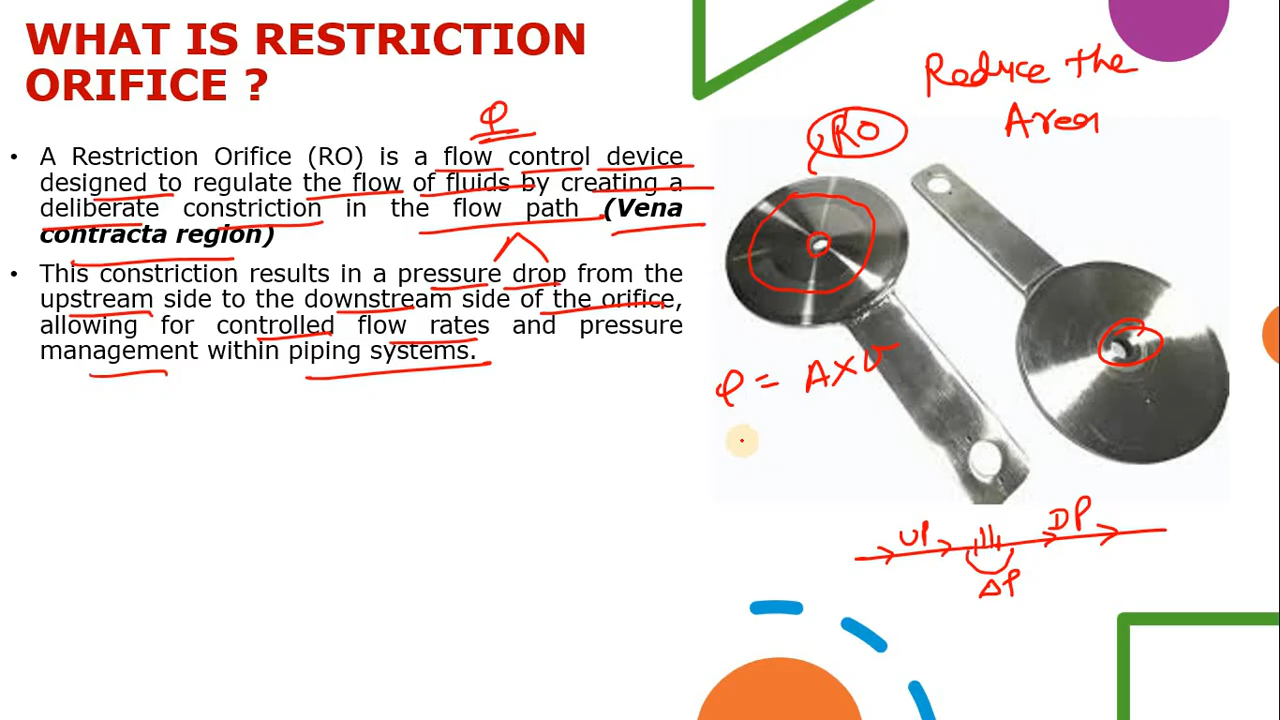 WHAT IS RESTRICTION
ORIFICE ?
φ
• A Restriction Orifice (RO) is a flow control device
designed to regulate the flow of fluids by creating a
deliberate constriction in the flow path (Vena
contracta region)
• This constriction results in a pressure drop from the
upstream side to the downstream side of the orifice,
allowing for controlled flow rates and pressure
management within piping systems.
Reduce the
Area
RO
φ = A×v
UP
DP
ΔP